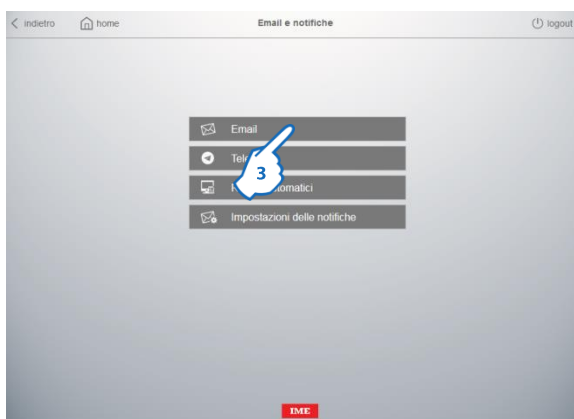 indietro
home
Email e notifiche
logout
Email
3
Impostazioni delle notifiche
IME